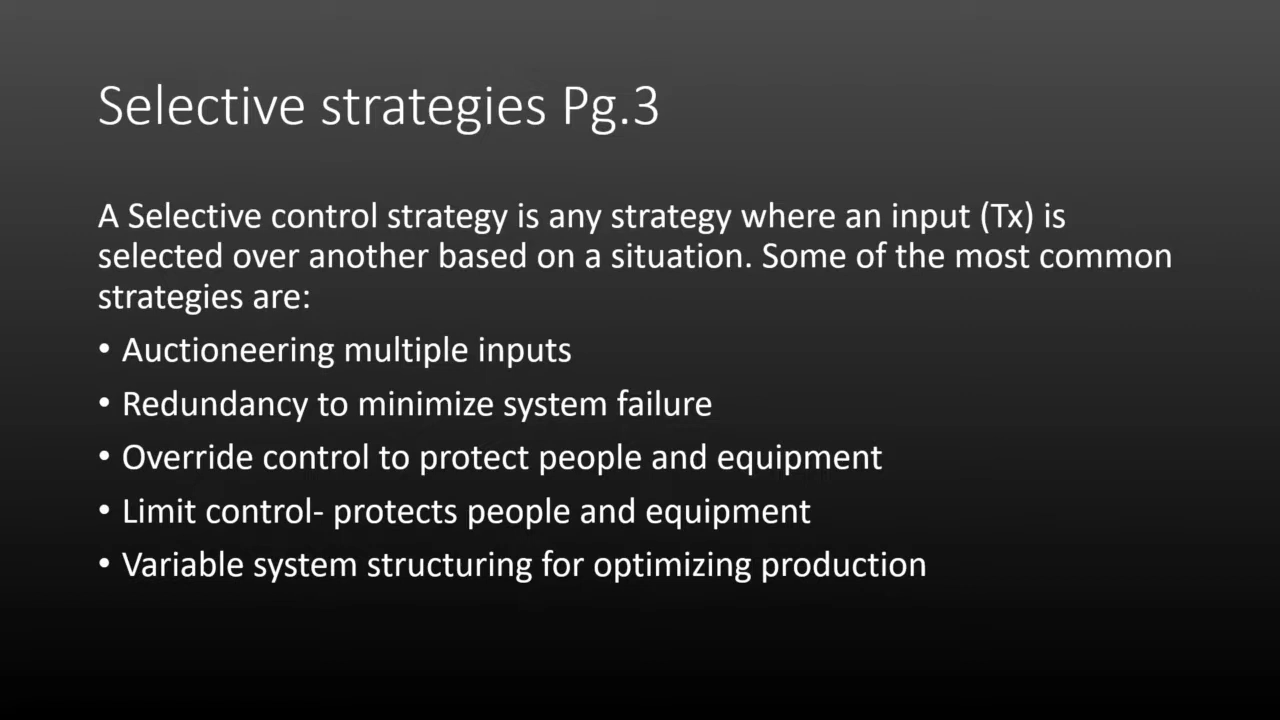 Selective strategies Pg.3
A Selective control strategy is any strategy where an input (Tx) is
selected over another based on a situation. Some of the most common
strategies are:
• Auctioneering multiple inputs
• Redundancy to minimize system failure
• Override control to protect people and equipment
• Limit control- protects people and equipment
• Variable system structuring for optimizing production